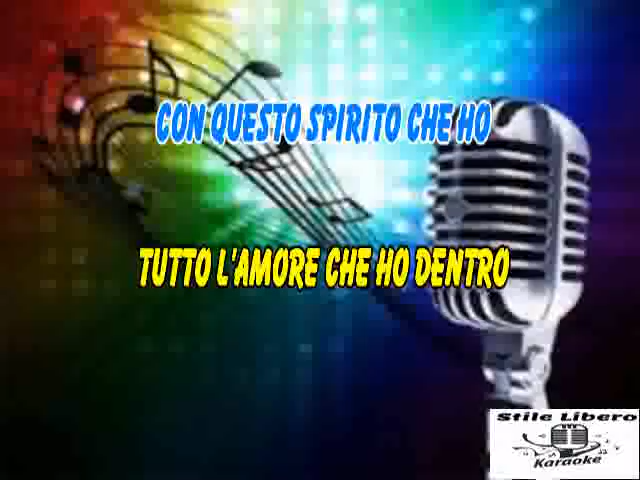 CON QUESTO SPIRITO CHE HO
TUTTO L'AMORE CHE HO DENTRO
Stile Libero
Karaoke